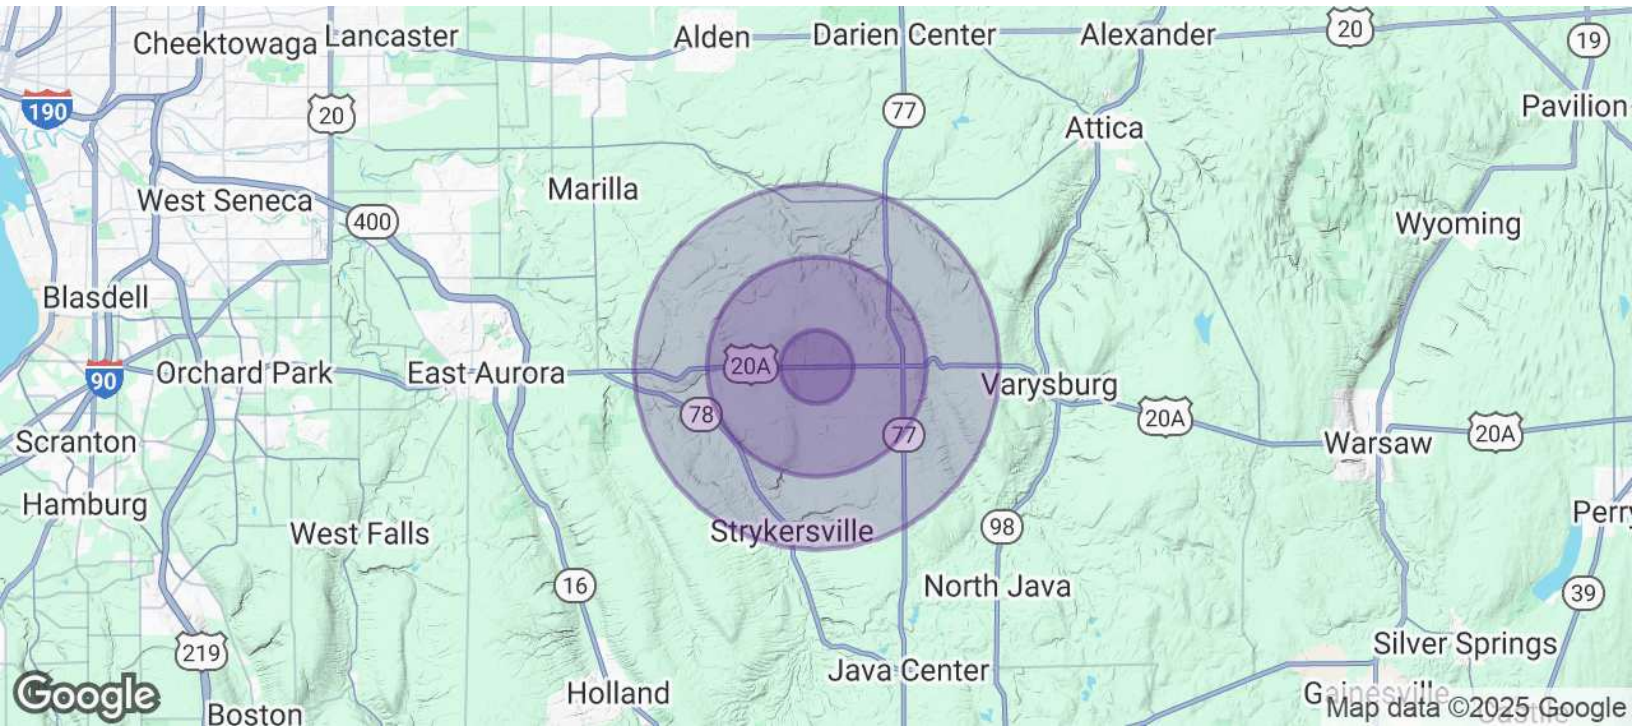 Cheektowaga
Lancaster
Alden
Darien Center
Alexander
20
19
190
20
77
Pavilion
Attica
Marilla
West Seneca
400
Wyoming
Blasdell
20A
90
Orchard Park
East Aurora
Varysburg
78
77
20A
Warsaw
20A
Scranton
Hamburg
West Falls
Strykersville
98
Perry
16
North Java
39
219
Java Center
Silver Springs
Google
Holland
Gainesville
Boston
Map data ©2025 Google